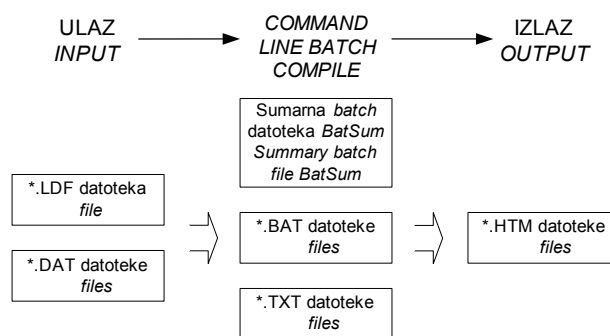 ULAZ
INPUT
COMMAND
LINE BATCH
COMPILE
IZLAZ
OUTPUT
Sumarna batch
datoteka BatSum
Summary batch
file BatSum
*.LDF datoteka
file
*.DAT datoteke
files
*.BAT datoteke
files
*.TXT datoteke
files
*.HTM datoteke
files